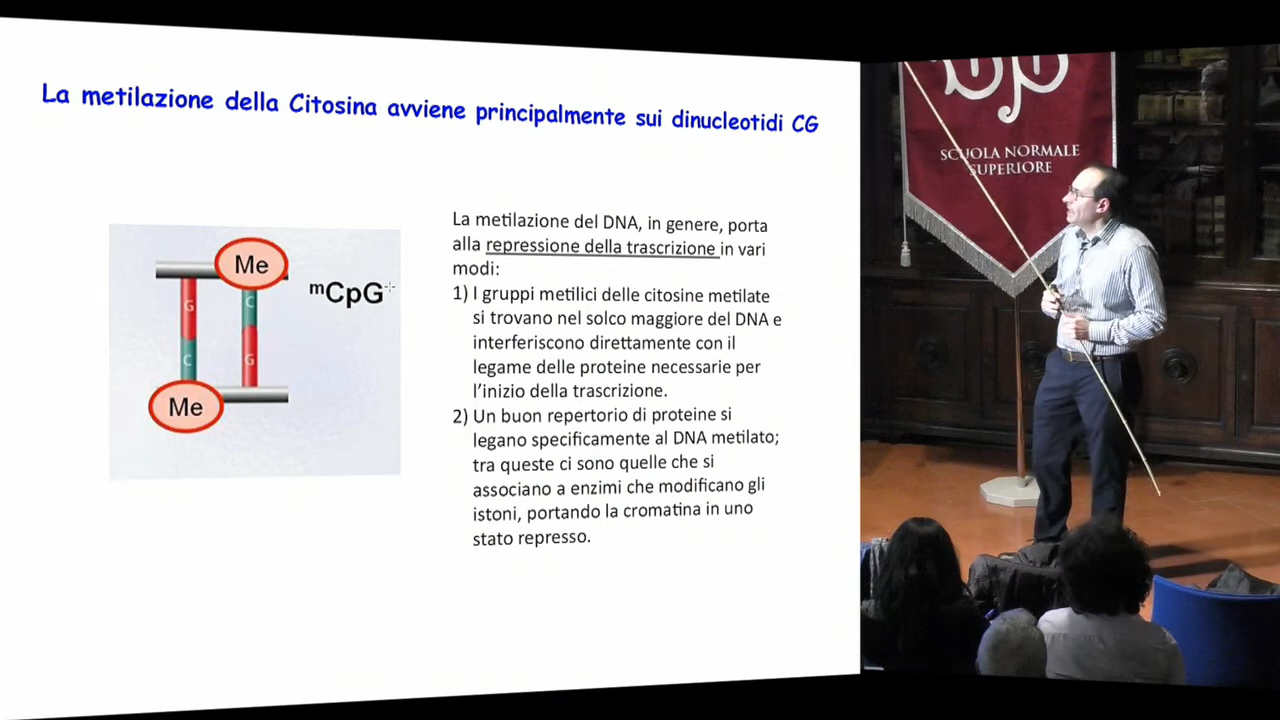 La metilazione della Citosina avviene principalmente sui dinucleotidi CG
Me
mCpG
G
C
C
G
Me
La metilazione del DNA, in genere, porta
alla repressione della trascrizione in vari
modi:
1) I gruppi metilici delle citosine metilate
si trovano nel solco maggiore del DNA e
interferiscono direttamente con il
legame delle proteine necessarie per
l’inizio della trascrizione.
2) Un buon repertorio di proteine si
legano specificamente al DNA metilato;
tra queste ci sono quelle che si
associano a enzimi che modificano gli
istoni, portando la cromatina in uno
stato represso.
SCUOLA NORMALE
SUPERIORE